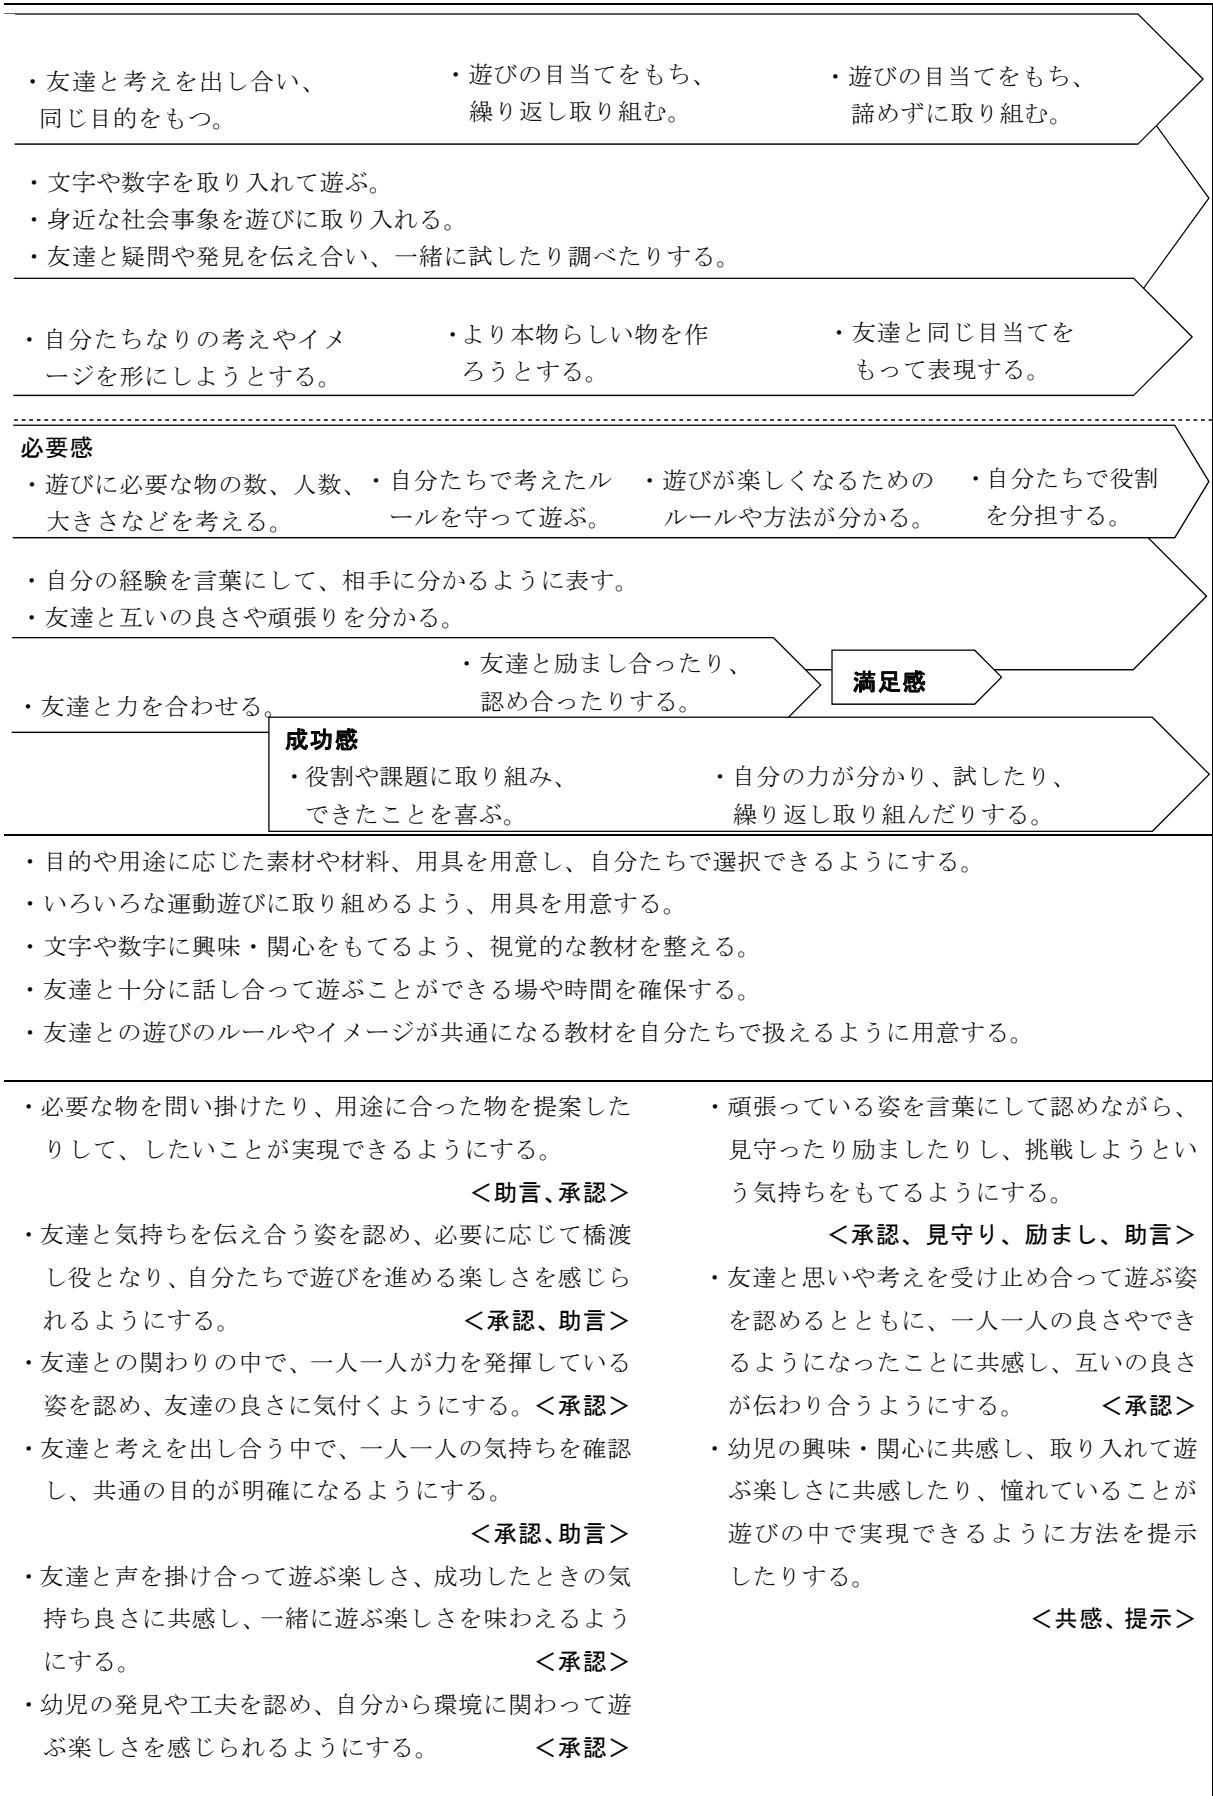 ・友達と考えを出し合い、
同じ目的をもつ。
・遊びの目当てをもち、
繰り返し取り組む。
・遊びの目当てをもち、
諦めずに取り組む。
・文字や数字を取り入れて遊ぶ。
・身近な社会事象を遊びに取り入れる。
・友達と疑問や発見を伝え合い、一緒に試したり調べたりする。
・自分たちなりの考えやイメ
ージを形にしようとする。
・より本物らしい物を作
ろうとする。
・友達と同じ目当てを
もって表現する。
必要感
・遊びに必要な物の数、人数、
大きさなどを考える。
・自分たちで考えたル
ールを守って遊ぶ。
・遊びが楽しくなるための
ルールや方法が分かる。
・自分たちで役割
を分担する。
・自分の経験を言葉にして、相手に分かるように表す。
・友達と互いの良さや頑張りを分かる。
・友達と力を合わせる。
・友達と励まし合ったり、
認め合ったりする。
満足感
成功感
・役割や課題に取り組み、
できたことを喜ぶ。
・自分の力が分かり、試したり、
繰り返し取り組んだりする。
・目的や用途に応じた素材や材料、用具を用意し、自分たちで選択できるようにする。
・いろいろな運動遊びに取り組めるよう、用具を用意する。
・文字や数字に興味・関心をもてるよう、視覚的な教材を整える。
・友達と十分に話し合って遊ぶことができる場や時間を確保する。
・友達との遊びのルールやイメージが共通になる教材を自分たちで扱えるように用意する。
・必要な物を問い掛けたり、用途に合った物を提案した
りして、したいことが実現できるようにする。
＜助言、承認＞
・友達と気持ちを伝え合う姿を認め、必要に応じて橋渡
し役となり、自分たちで遊びを進める楽しさを感じら
れるようにする。 ＜承認、助言＞
・友達との関わりの中で、一人一人が力を発揮している
姿を認め、友達の良さに気付くようにする。＜承認＞
・友達と考えを出し合う中で、一人一人の気持ちを確認
し、共通の目的が明確になるようにする。
＜承認、助言＞
・友達と声を掛け合って遊ぶ楽しさ、成功したときの気
持ち良さに共感し、一緒に遊ぶ楽しさを味わえるよう
にする。 ＜承認＞
・幼児の発見や工夫を認め、自分から環境に関わって遊
ぶ楽しさを感じられるようにする。 ＜承認＞
・頑張っている姿を言葉にして認めながら、
見守ったり励ましたりし、挑戦しようとい
う気持ちをもてるようにする。
＜承認、見守り、励まし、助言＞
・友達と思いや考えを受け止め合って遊ぶ姿
を認めるとともに、一人一人の良さやでき
るようになったことに共感し、互いの良さ
が伝わり合うようにする。 ＜承認＞
・幼児の興味・関心に共感し、取り入れて遊
ぶ楽しさに共感したり、憧れていることが
遊びの中で実現できるように方法を提示
したりする。
＜共感、提示＞